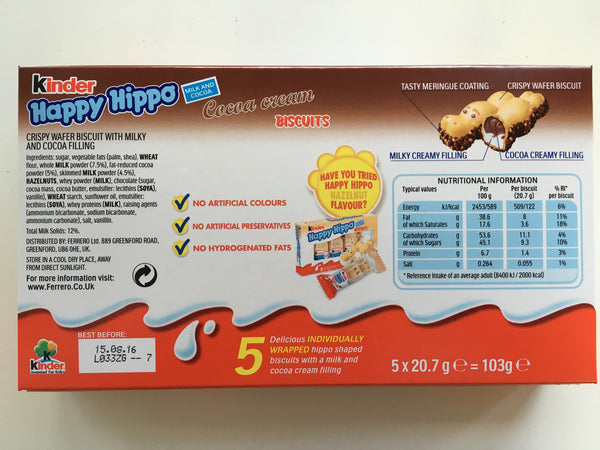 Kinder
Happy Hippo
MILK AND
COCOA
Cocoa cream
BISCUITS
CRISPY WAFER BISCUIT WITH MILKY
AND COCOA FILLING
Ingredients: sugar, vegetable fats (palm, shea), WHEAT
flour, whole MILK powder (7.5%), fat-reduced cocoa
powder (5%), skimmed MILK powder (4.5%),
HAZELNUTS, whey powder (MILK), chocolate (sugar,
cocoa mass, cocoa butter, emulsifier: lecithins (SOYA),
vanillin), WHEAT starch, sunflower oil, emulsifier:
lecithins (SOYA), whey proteins (MILK), raising agents
(ammonium bicarbonate, sodium bicarbonate,
ammonium carbonate), salt, vanillin.
Total Milk Solids: 12%.
DISTRIBUTED BY: FERRERO Ltd. 889 GREENFORD ROAD,
GREENFORD, UB6 0HE, UK.
STORE IN A COOL DRY PLACE, AWAY
FROM DIRECT SUNLIGHT.
For more information visit:
www.Ferrero.Co.Uk
NO ARTIFICIAL COLOURS
NO ARTIFICIAL PRESERVATIVES
NO HYDROGENATED FATS
HAVE YOU TRIED
HAPPY HIPPO
HAZELNUT
FLAVOUR?
Kinder
Happy Hippo
TASTY MERINGUE COATING
CRISPY WAFER BISCUIT
MILKY CREAMY FILLING
COCOA CREAMY FILLING
NUTRITIONAL INFORMATION
Typical values Per 100 g Per biscuit (20.7 g) % RI* per biscuit
Energy kJ/kcal 2453/589 509/122 6%
Fat g 38.6 8 11%
of which Saturates g 17.6 3.6 18%
Carbohydrates g 53.6 11.1 4%
of which Sugars g 45.1 9.3 10%
Protein g 6.7 1.4 3%
Salt g 0.264 0.055 1%
* Reference Intake of an average adult (8400 kJ / 2000 kcal)
BEST BEFORE:
15.06.16
L033ZG -- 7
Kinder
Invented for Kids
5
Delicious INDIVIDUALLY
WRAPPED hippo shaped
biscuits with a milk and
cocoa cream filling
5 x 20.7 g e = 103g e